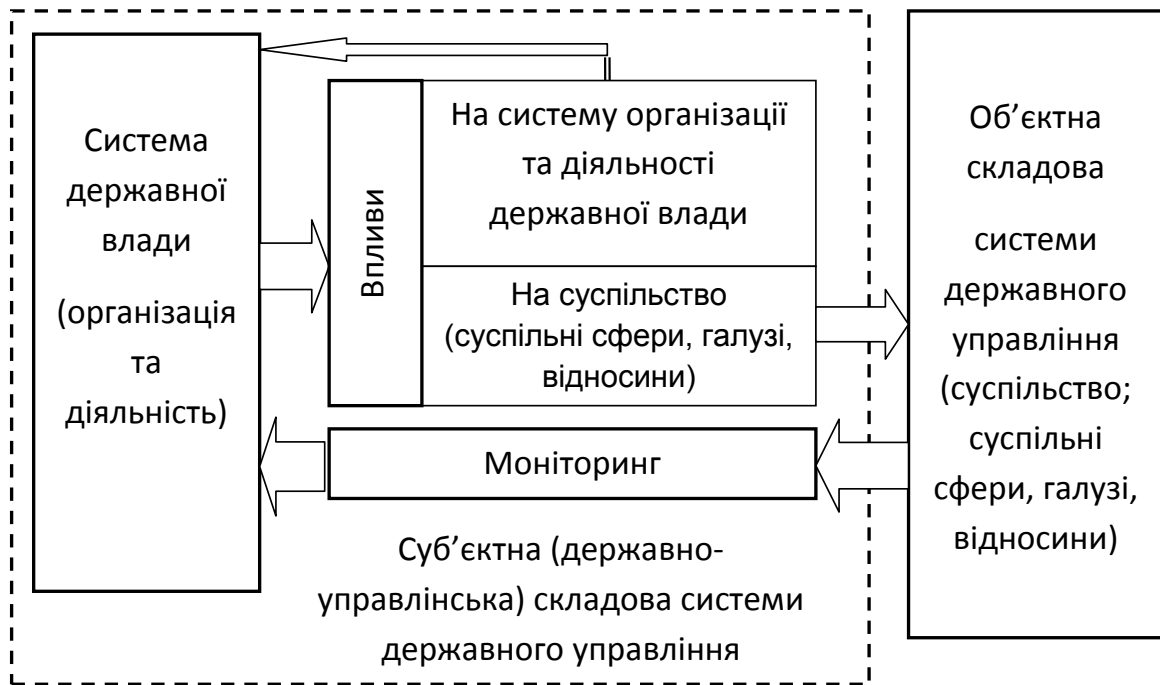 Система
державної
влади
(організація
та
діяльність)
Впливи
На систему організації
та діяльності
державної влади
На суспільство
(суспільні сфери, галузі,
відносини)
Моніторинг
Суб’єктна (державно-
управлінська) складова системи
державного управління
Об’єктна
складова
системи
державного
управління
(суспільство;
суспільні
сфери, галузі,
відносини)